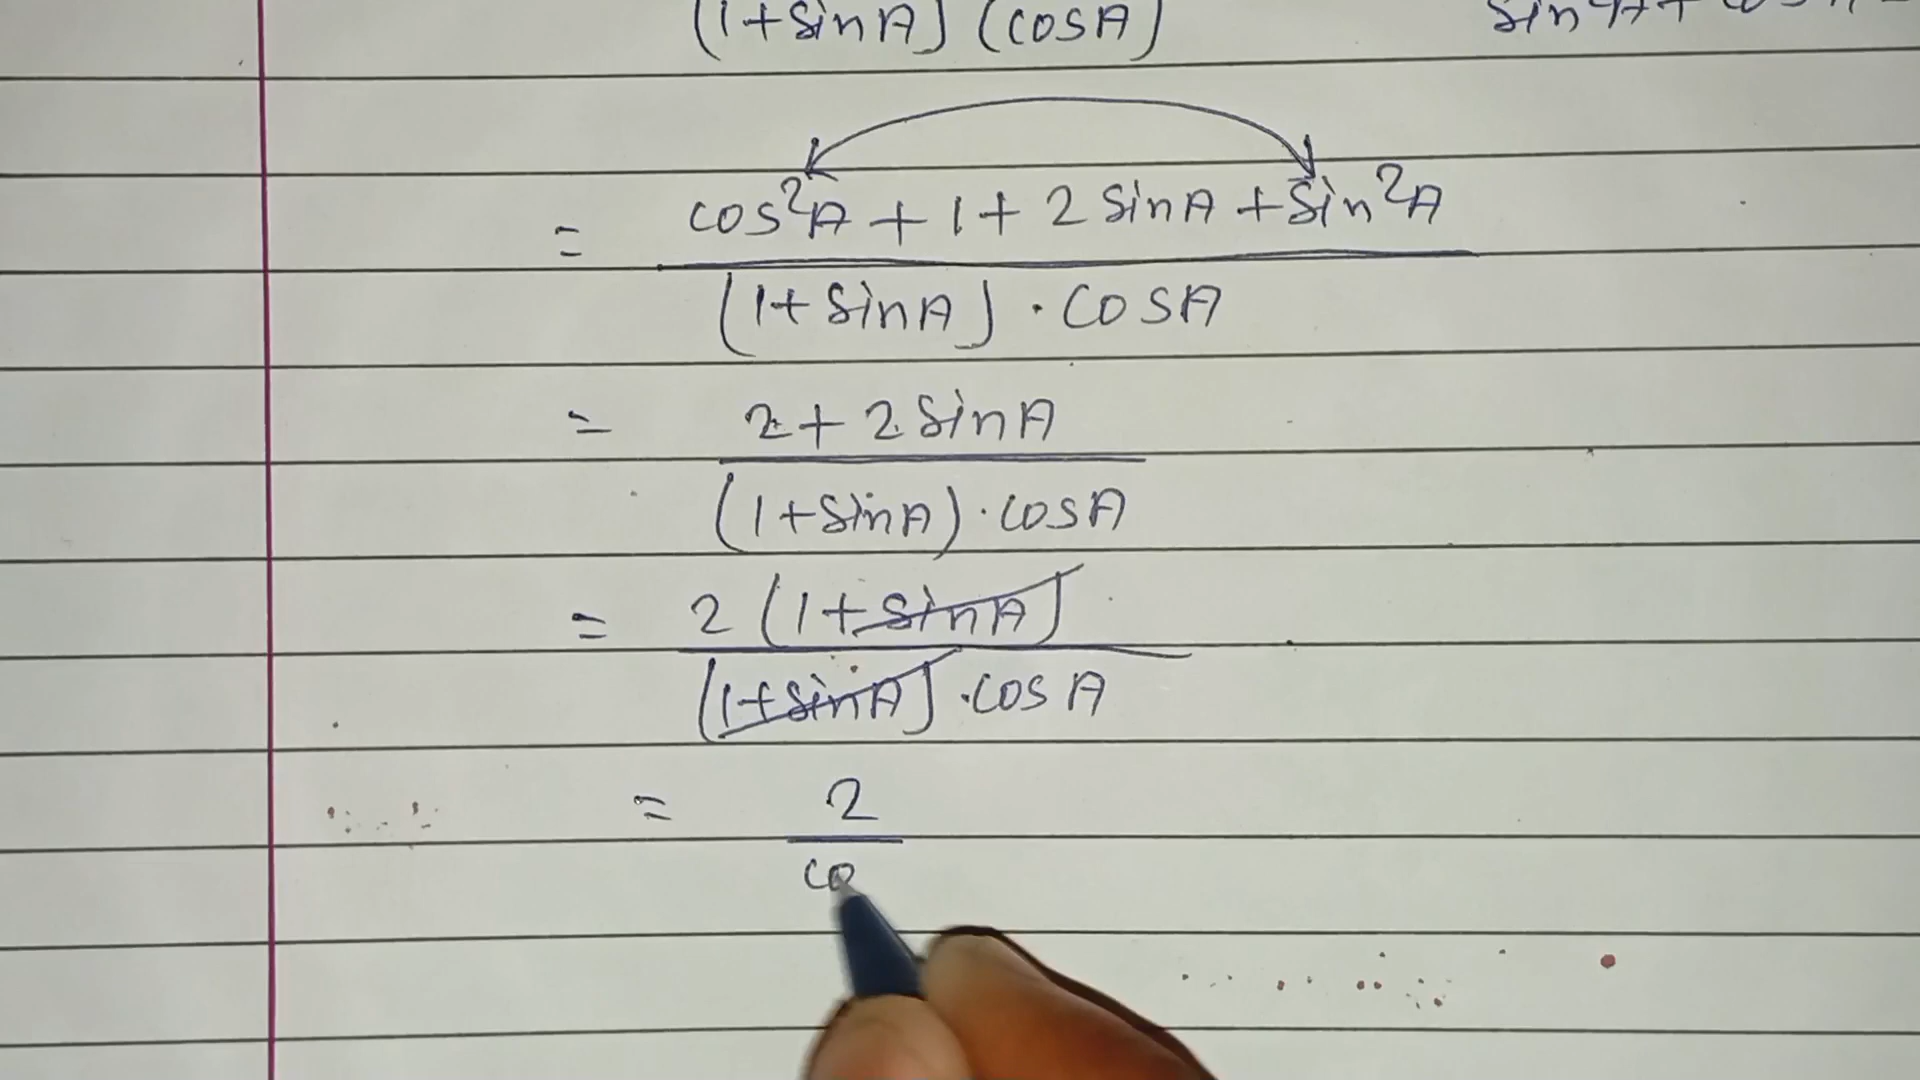 (1+sinA) (cosA)
= cos²A + 1 + 2 sinA + sin²A
(1+sinA) · cosA
= 2 + 2 sinA
(1+sinA) · cosA
= 2 (1+sinA)
(1+sinA) · cosA
= 2
co